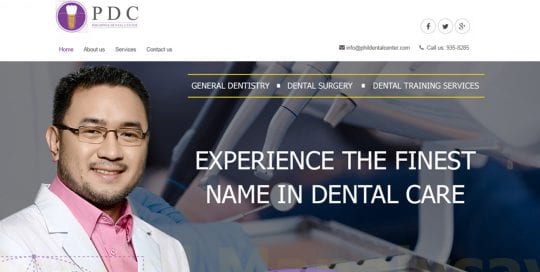 PDC
PHILIPPINE DENTAL CENTER
Home About us Services Contact us
info@phildentalcenter.com Call us: 935-8285
GENERAL DENTISTRY ■ DENTAL SURGERY ■ DENTAL TRAINING SERVICES
EXPERIENCE THE FINEST
NAME IN DENTAL CARE